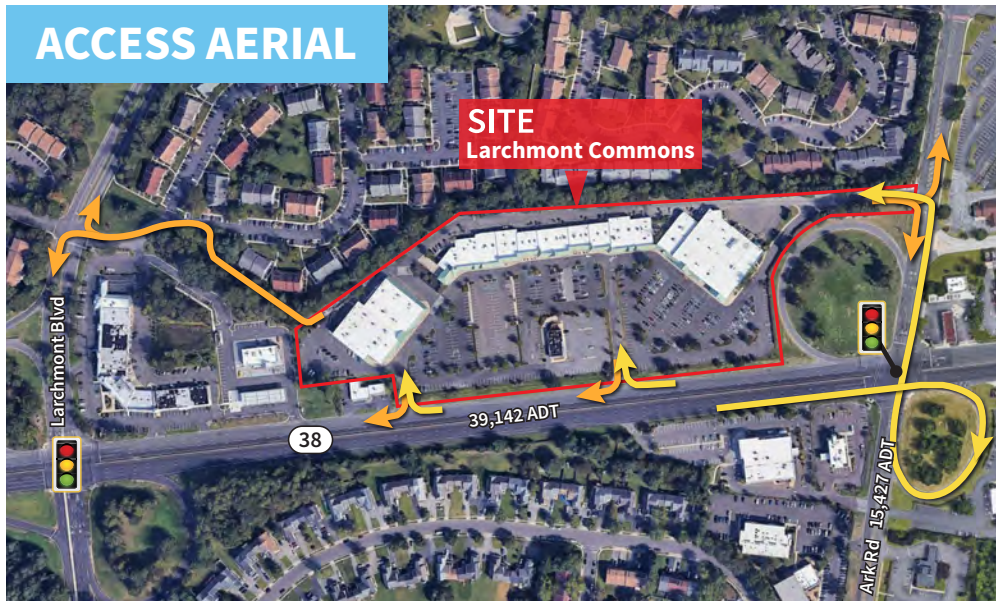 ACCESS AERIAL
SITE
Larchmont Commons
Larchmont Blvd
38
39,142 ADT
Ark Rd 15,427 ADT